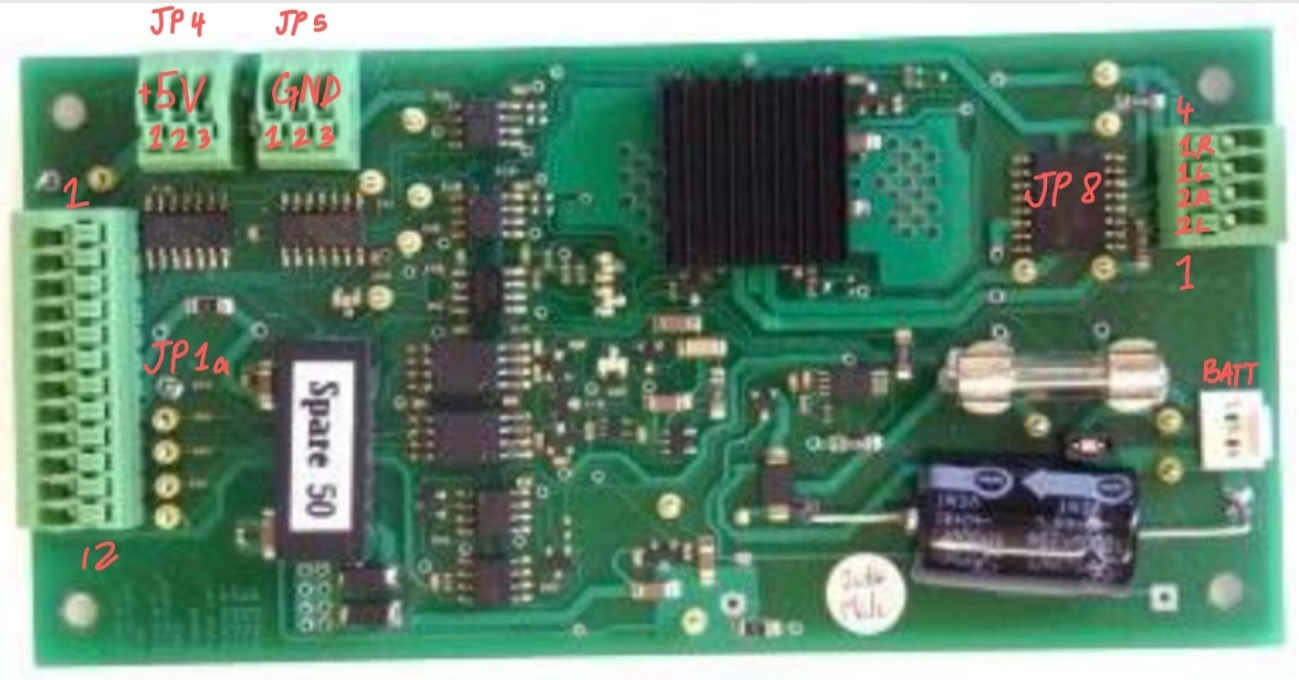 JP4 JP5
+5V GND
1 2 3 1 2 3
4
1R
1L
2R
2L
1
JP8
1
JP1a
12
BATT
Spare 50